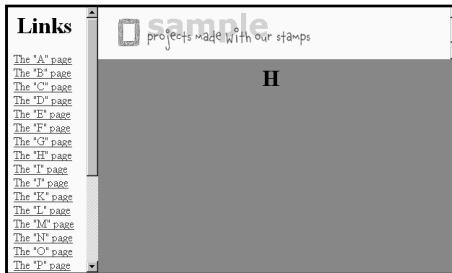 Links
The "A" page
The "B" page
The "C" page
The "D" page
The "E" page
The "F" page
The "G" page
The "H" page
The "I" page
The "J" page
The "K" page
The "L" page
The "M" page
The "N" page
The "O" page
The "P" page
sample
projects made with our stamps
H